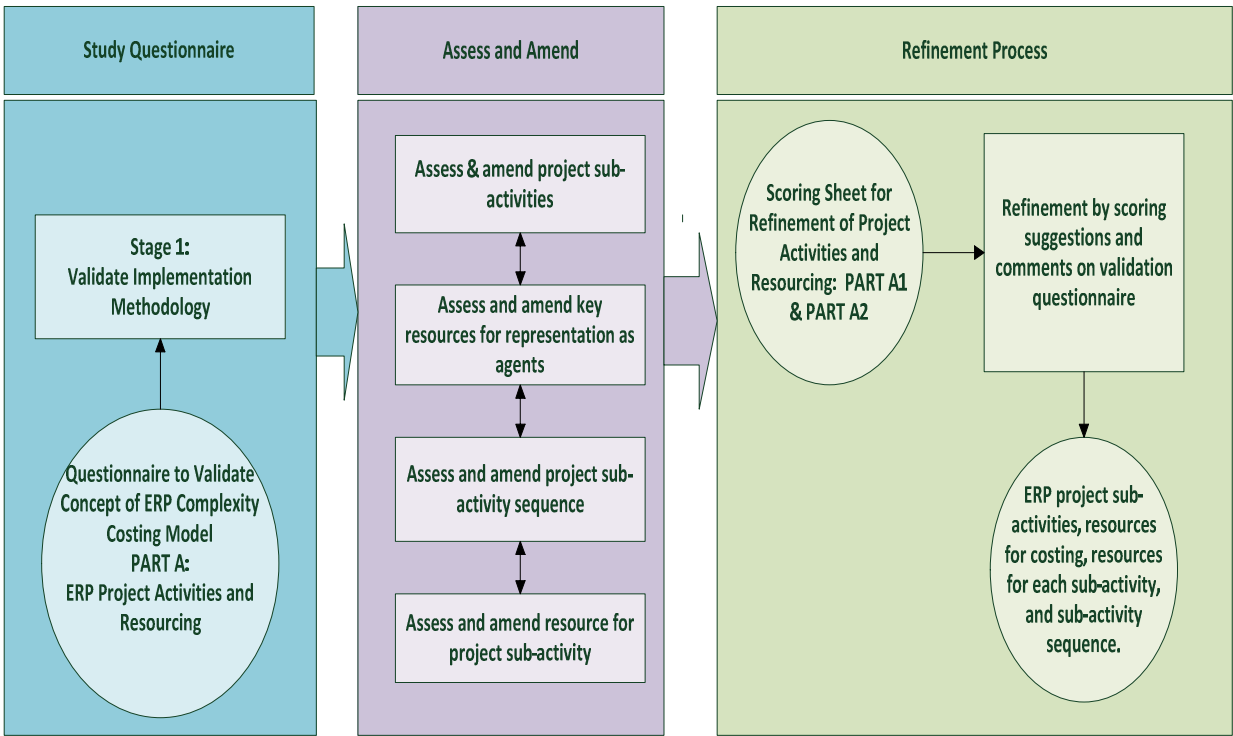 Study Questionnaire
Stage 1:
Validate Implementation
Methodology
Questionnaire to Validate
Concept of ERP Complexity
Costing Model
PART A:
ERP Project Activities and
Resourcing
Assess and Amend
Assess & amend project sub-
activities
Assess and amend key
resources for representation as
agents
Assess and amend project sub-
activity sequence
Assess and amend resource for
project sub-activity
Refinement Process
Scoring Sheet for
Refinement of Project
Activities and
Resourcing:  PART A1
& PART A2
Refinement by scoring
suggestions and
comments on validation
questionnaire
ERP project sub-
activities, resources
for costing, resources
for each sub-activity,
and sub-activity
sequence.